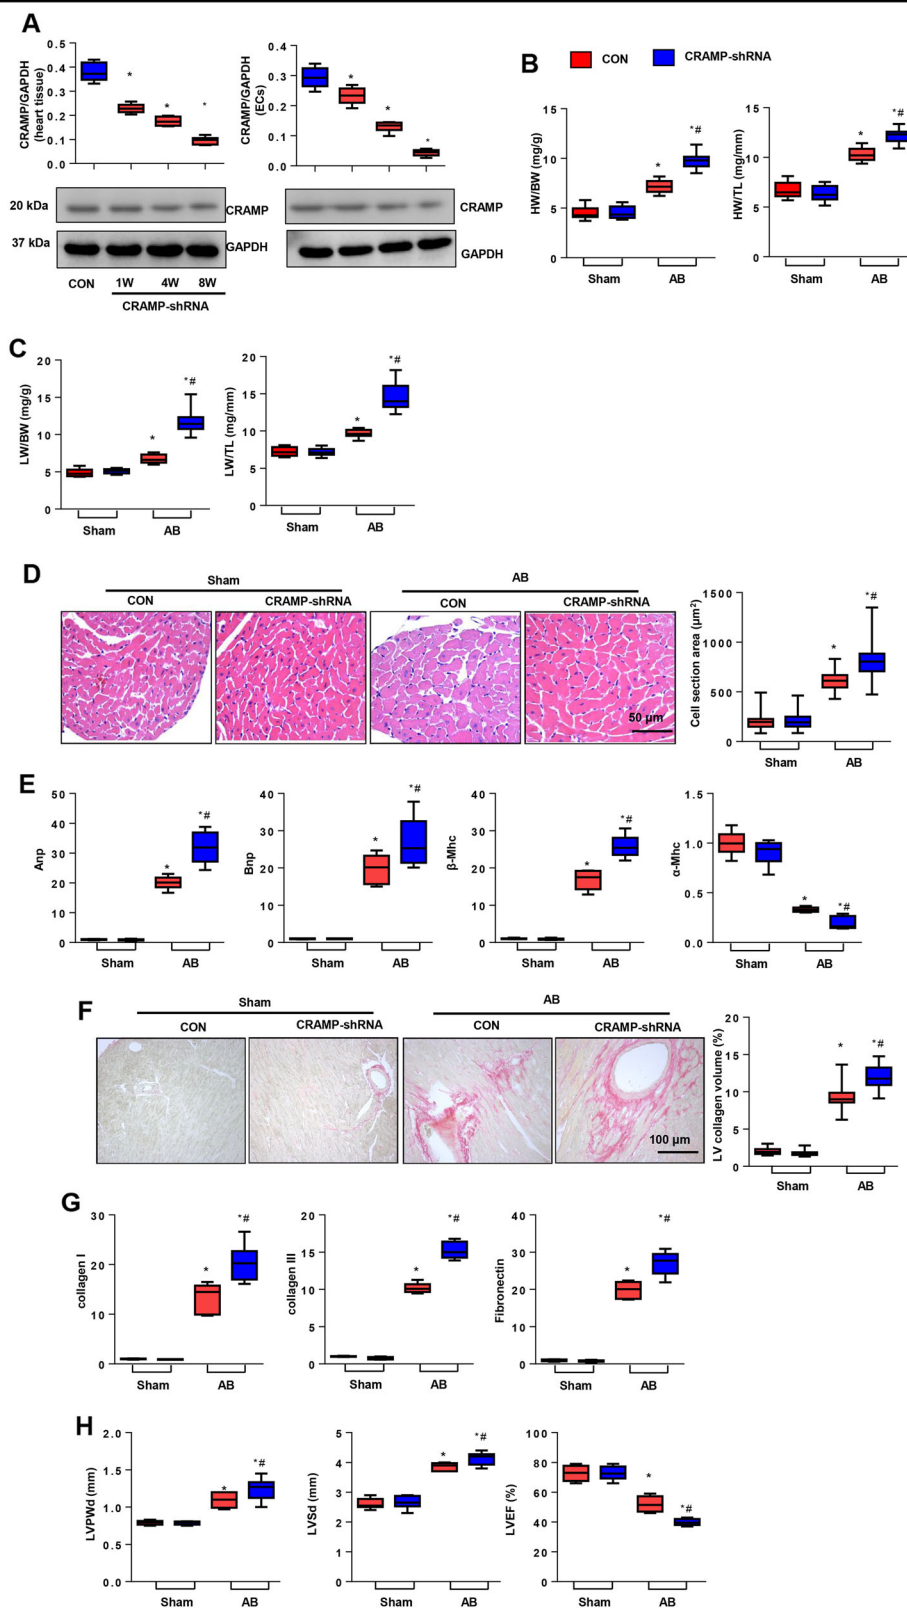 A
CRAMP/GAPDH
(heart tissue)
0.5
0.4
0.3
0.2
0.1
0.0
*
*
*
CRAMP/GAPDH
(ECs)
0.4
0.3
0.2
0.1
0.0
*
*
*
20 kDa
CRAMP
CRAMP
37 kDa
GAPDH
GAPDH
CON
1W
4W
8W
CRAMP-shRNA
B
CON
CRAMP-shRNA
HW/BW (mg/g)
15
10
5
0
*
*#
Sham
AB
HW/TL (mg/mm)
15
10
5
0
*
*#
Sham
AB
C
LW/BW (mg/g)
20
15
10
5
0
*
*#
Sham
AB
LW/TL (mg/mm)
20
15
10
5
0
*
*#
Sham
AB
D
Sham
AB
CON
CRAMP-shRNA
CON
CRAMP-shRNA
50 μm
Cell section area (μm²)
1500
1000
500
0
*
*#
Sham
AB
E
Anp
50
40
30
20
10
0
*
*#
Sham
AB
Bnp
40
30
20
10
0
*
*#
Sham
AB
β-Mhc
40
30
20
10
0
*
*#
Sham
AB
α-Mhc
1.5
1.0
0.5
0.0
*
*#
Sham
AB
F
Sham
AB
CON
CRAMP-shRNA
CON
CRAMP-shRNA
100 μm
LV collagen volume (%)
20
15
10
5
0
*
*#
Sham
AB
G
collagen I
30
20
10
0
*
*#
Sham
AB
collagen III
20
15
10
5
0
*
*#
Sham
AB
Fibronectin
40
30
20
10
0
*
*#
Sham
AB
H
LVPWd (mm)
2.0
1.5
1.0
0.5
0.0
*
*#
Sham
AB
LVSd (mm)
5
4
3
2
1
0
*
*#
Sham
AB
LVEF (%)
100
80
60
40
20
0
*
*#
Sham
AB